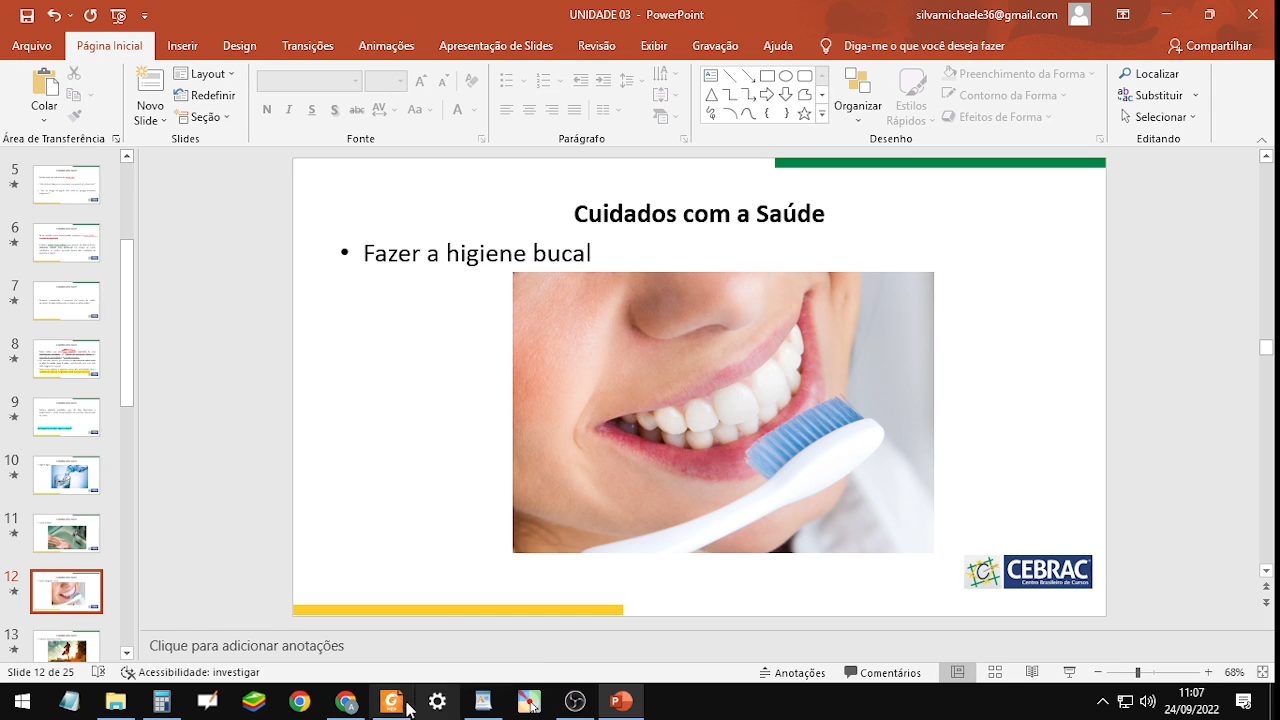 UNIDADE 03 - PowerPoint
silvamichaele36@gmail.com
Arquivo Página Inicial Inserir Design Transições Animações Apresentação de Slides Revisão Exibir Gravação Ajuda Diga-me o que você deseja fazer Compartilhar
Colar
Novo Slide
Layout
Redefinir
Seção
N I S S abc AV Aa A
Organizar
Estilos Rápidos
Preenchimento da Forma
Contorno da Forma
Efeitos de Forma
Localizar
Substituir
Selecionar
Área de Transferência Slides Fonte Parágrafo Desenho Editando
5
6
7
8
9
10
11
12
13
Cuidados com a Saúde
• Fazer a higiene bucal
CEBRAC
Centro Brasileiro de Cursos
Clique para adicionar anotações
Slide 12 de 25 Acessibilidade: investigar Anotações Comentários 68%
11:07
24/09/2022